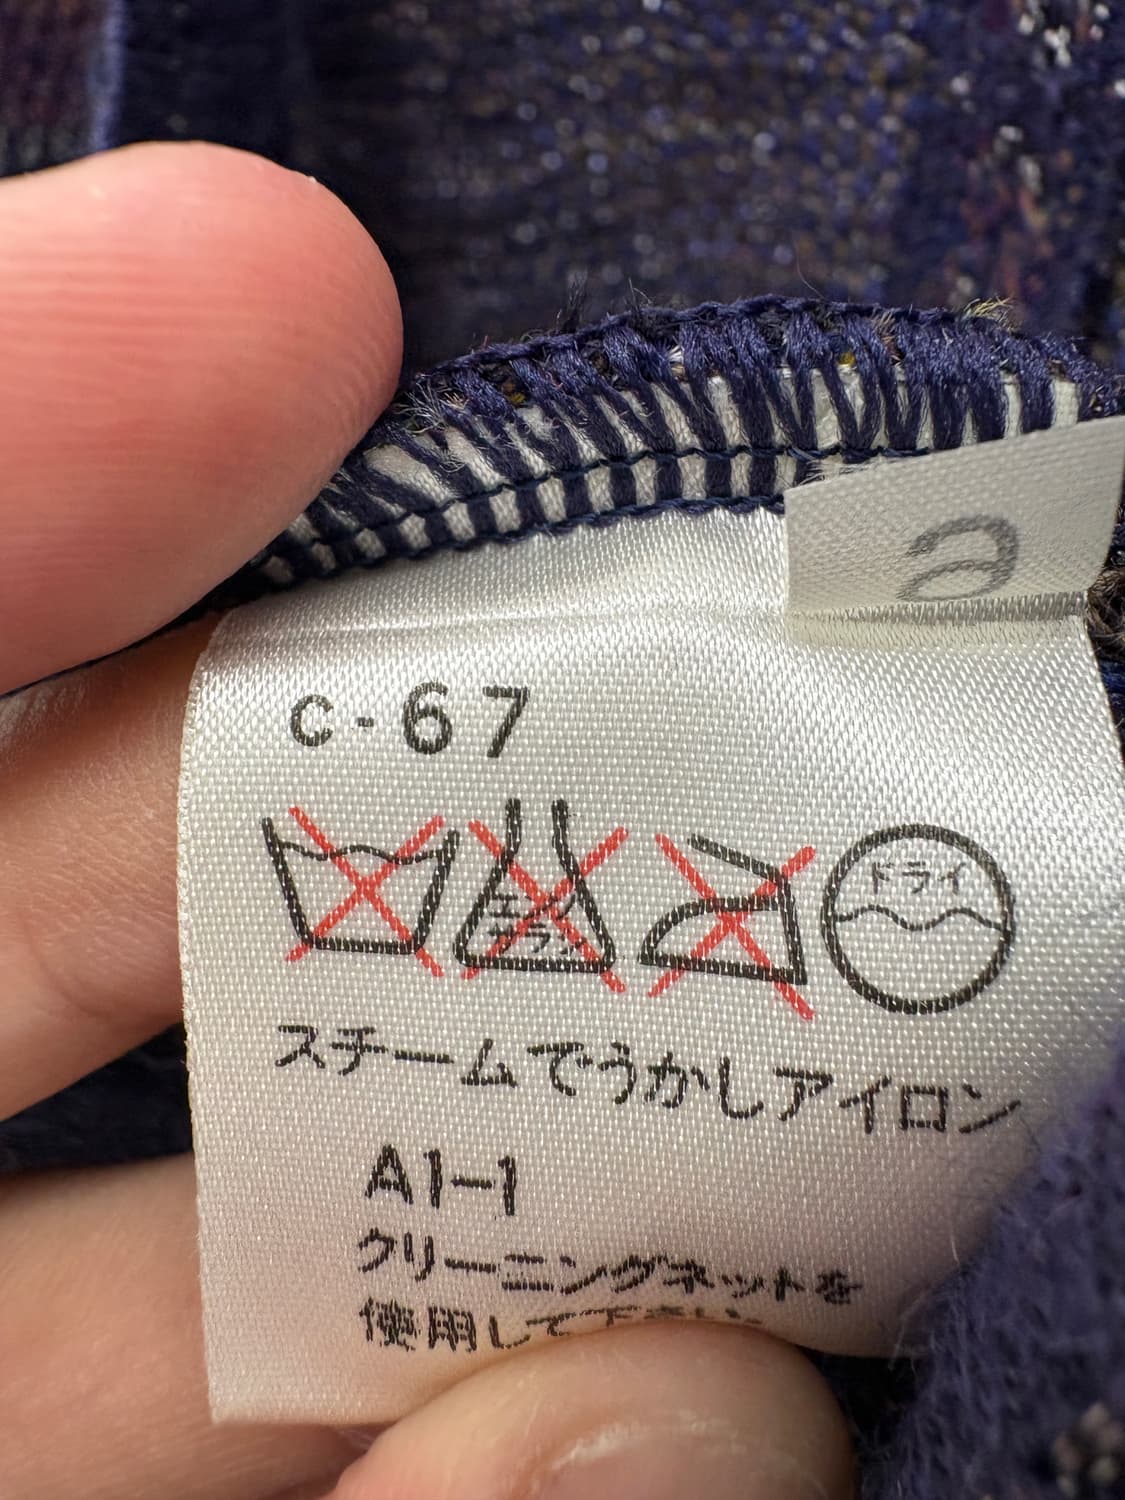 C-67
エンソ
サラシ
ドライ
スチームでうかしアイロン
A1-1
クリーニングネットを
使用して下さい